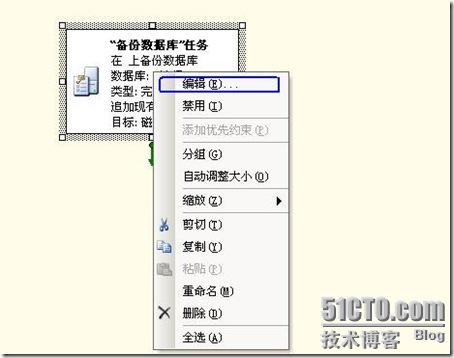 “备份数据库”任务
在 上备份数据库
数据库:
类型: 完
追加现有
目标: 磁
编辑(E)...
禁用(I)
添加优先约束(P)
分组(G)
自动调整大小(O)
缩放(Z)
剪切(T)
复制(Y)
粘贴(P)
重命名(M)
删除(D)
全选(A)
51CTO.com
技术博客 Blog